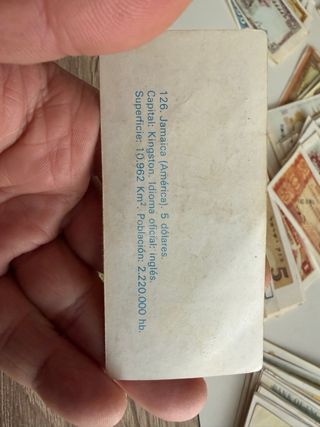 126. Jamaica (América). 5 dólares.
Capital: Kingston. Idioma oficial: inglés.
Superficie: 10.962 Km². Población: 2.220.000 hb.